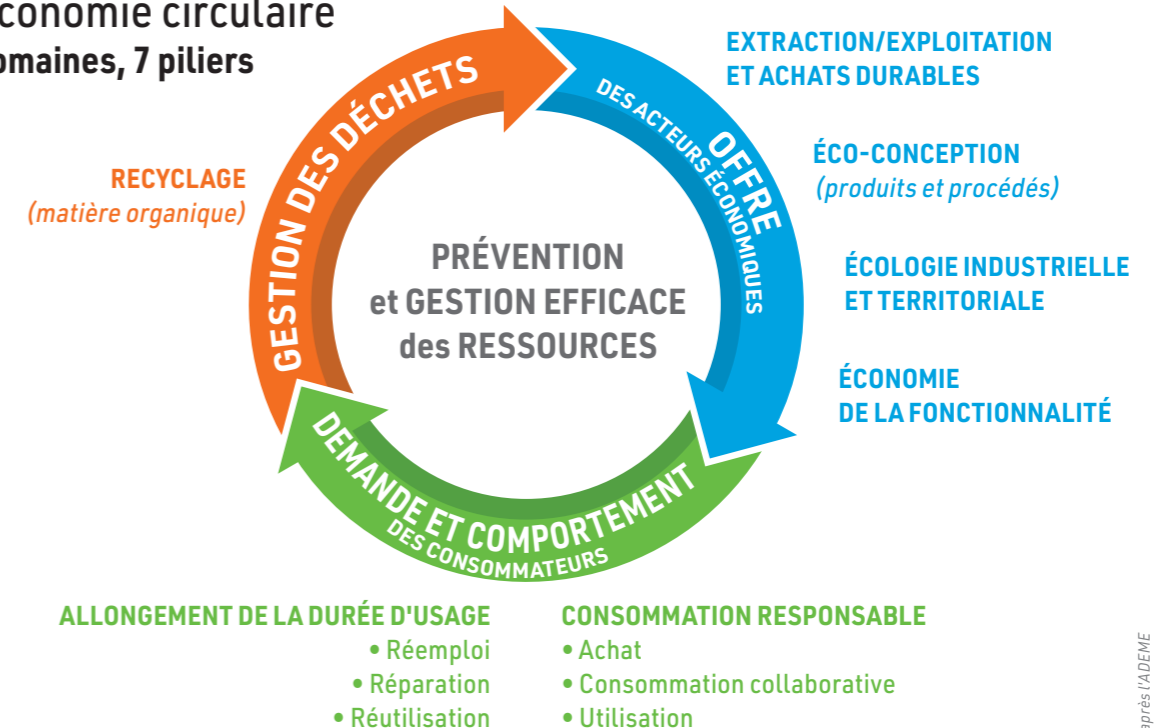 conomie circulaire
omaines, 7 piliers
EXTRACTION/EXPLOITATION
ET ACHATS DURABLES
ÉCO-CONCEPTION
(produits et procédés)
ÉCOLOGIE INDUSTRIELLE
ET TERRITORIALE
ÉCONOMIE
DE LA FONCTIONNALITÉ
OFFRE
DES ACTEURS ÉCONOMIQUES
RECYCLAGE
(matière organique)
GESTION DES DÉCHETS
PRÉVENTION
et GESTION EFFICACE
des RESSOURCES
DEMANDE ET COMPORTEMENT
DES CONSOMMATEURS
ALLONGEMENT DE LA DURÉE D'USAGE
• Réemploi
• Réparation
• Réutilisation
CONSOMMATION RESPONSABLE
• Achat
• Consommation collaborative
• Utilisation
après l'ADEME